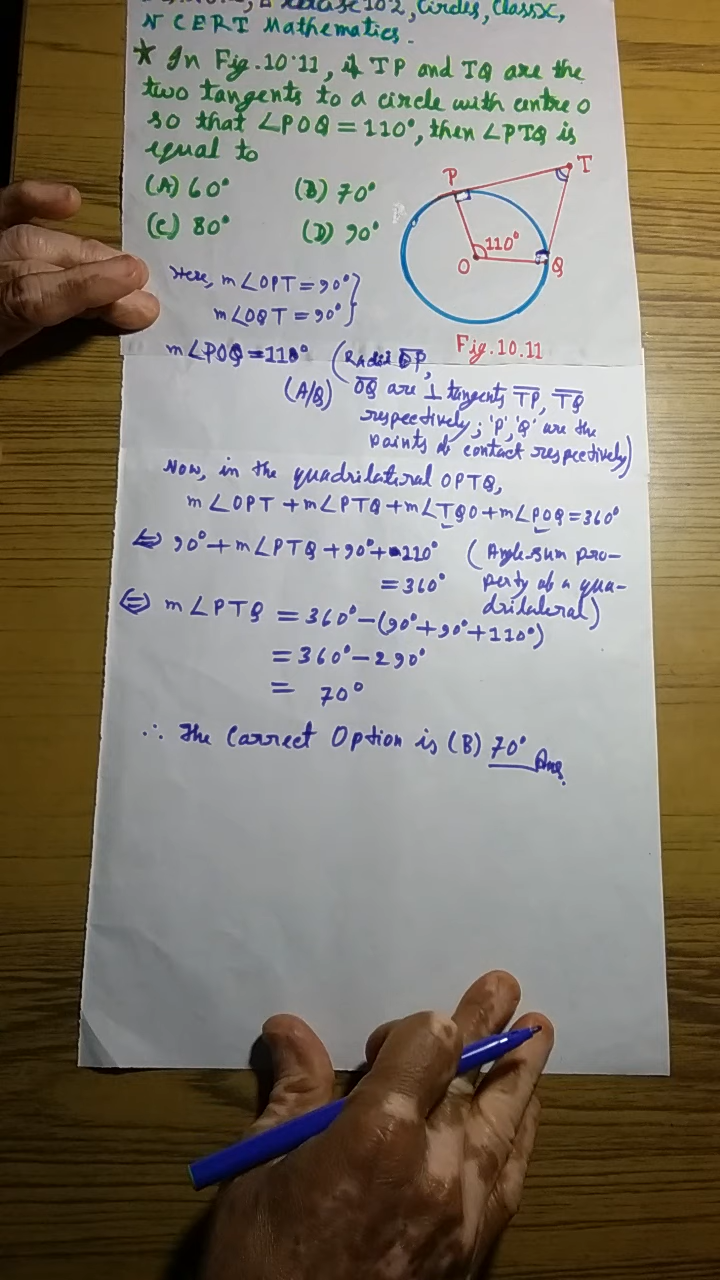 Circles, Class X,
N CERT Mathematics.
* In Fig. 10.11, if TP and TQ are the
two tangents to a circle with centre O
so that ∠POQ = 110°, then ∠PTQ is
equal to
(A) 60° (B) 70°
(C) 80° (D) 90°
P
T
110°
O
Q
Fig. 10.11
Here, m∠OPT = 90° }
m∠OQT = 90°
m∠POQ = 110° (Radii OP,
(A/Q) OQ are ⊥ tangents TP, TQ
respectively; 'P', 'Q' are the
points of contact respectively)
Now, in the quadrilateral OPTQ,
m∠OPT + m∠PTQ + m∠TQO + m∠POQ = 360°
⇔ 90° + m∠PTQ + 90° + 110° (Angle-sum pro-
= 360° perty of a qua-
drilateral)
⇔ m∠PTQ = 360° - (90° + 90° + 110°)
= 360° - 290°
= 70°
∴ The Correct Option is (B) 70° Ans.